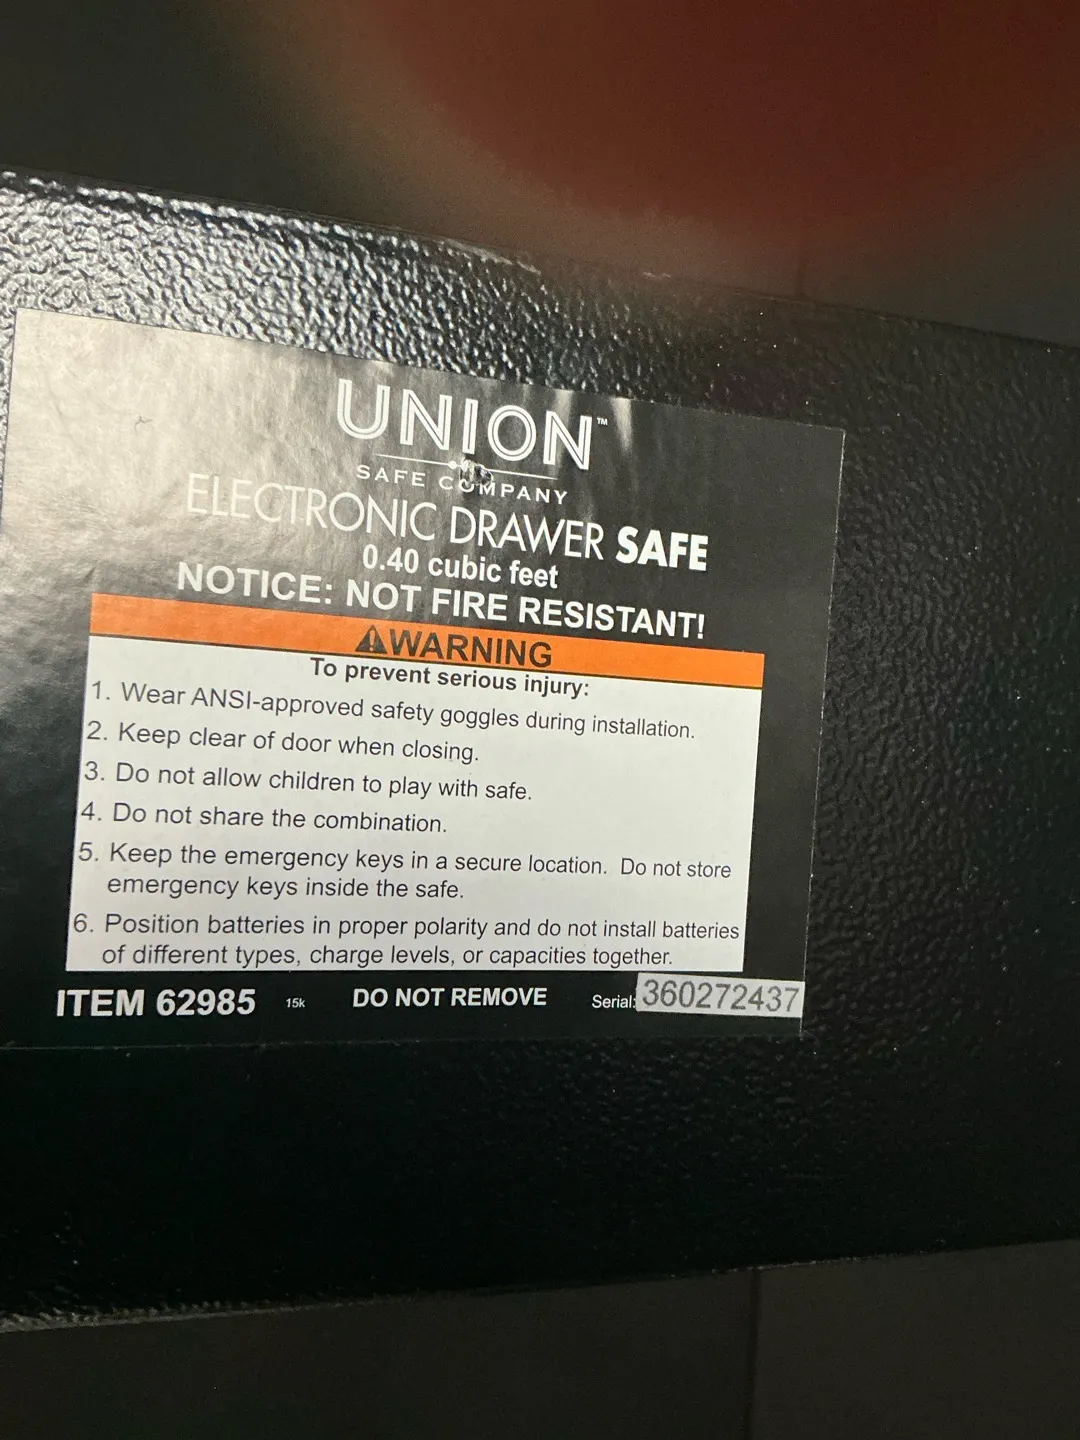 UNION™
SAFE COMPANY
ELECTRONIC DRAWER SAFE
0.40 cubic feet
NOTICE: NOT FIRE RESISTANT!
⚠WARNING
To prevent serious injury:
1. Wear ANSI-approved safety goggles during installation.
2. Keep clear of door when closing.
3. Do not allow children to play with safe.
4. Do not share the combination.
5. Keep the emergency keys in a secure location. Do not store
emergency keys inside the safe.
6. Position batteries in proper polarity and do not install batteries
of different types, charge levels, or capacities together.
ITEM 62985 15k DO NOT REMOVE Serial: 360272437